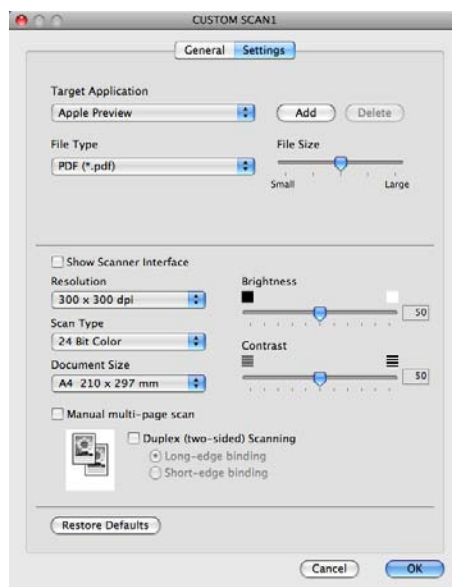 CUSTOM SCAN1
General Settings
Target Application
Apple Preview Add Delete
File Type File Size
PDF (*.pdf)
Small Large
Show Scanner Interface
Resolution Brightness
300 x 300 dpi 50
Scan Type
24 Bit Color Contrast
Document Size
A4 210 x 297 mm 50
Manual multi-page scan
Duplex (two-sided) Scanning
Long-edge binding
Short-edge binding
Restore Defaults
Cancel OK